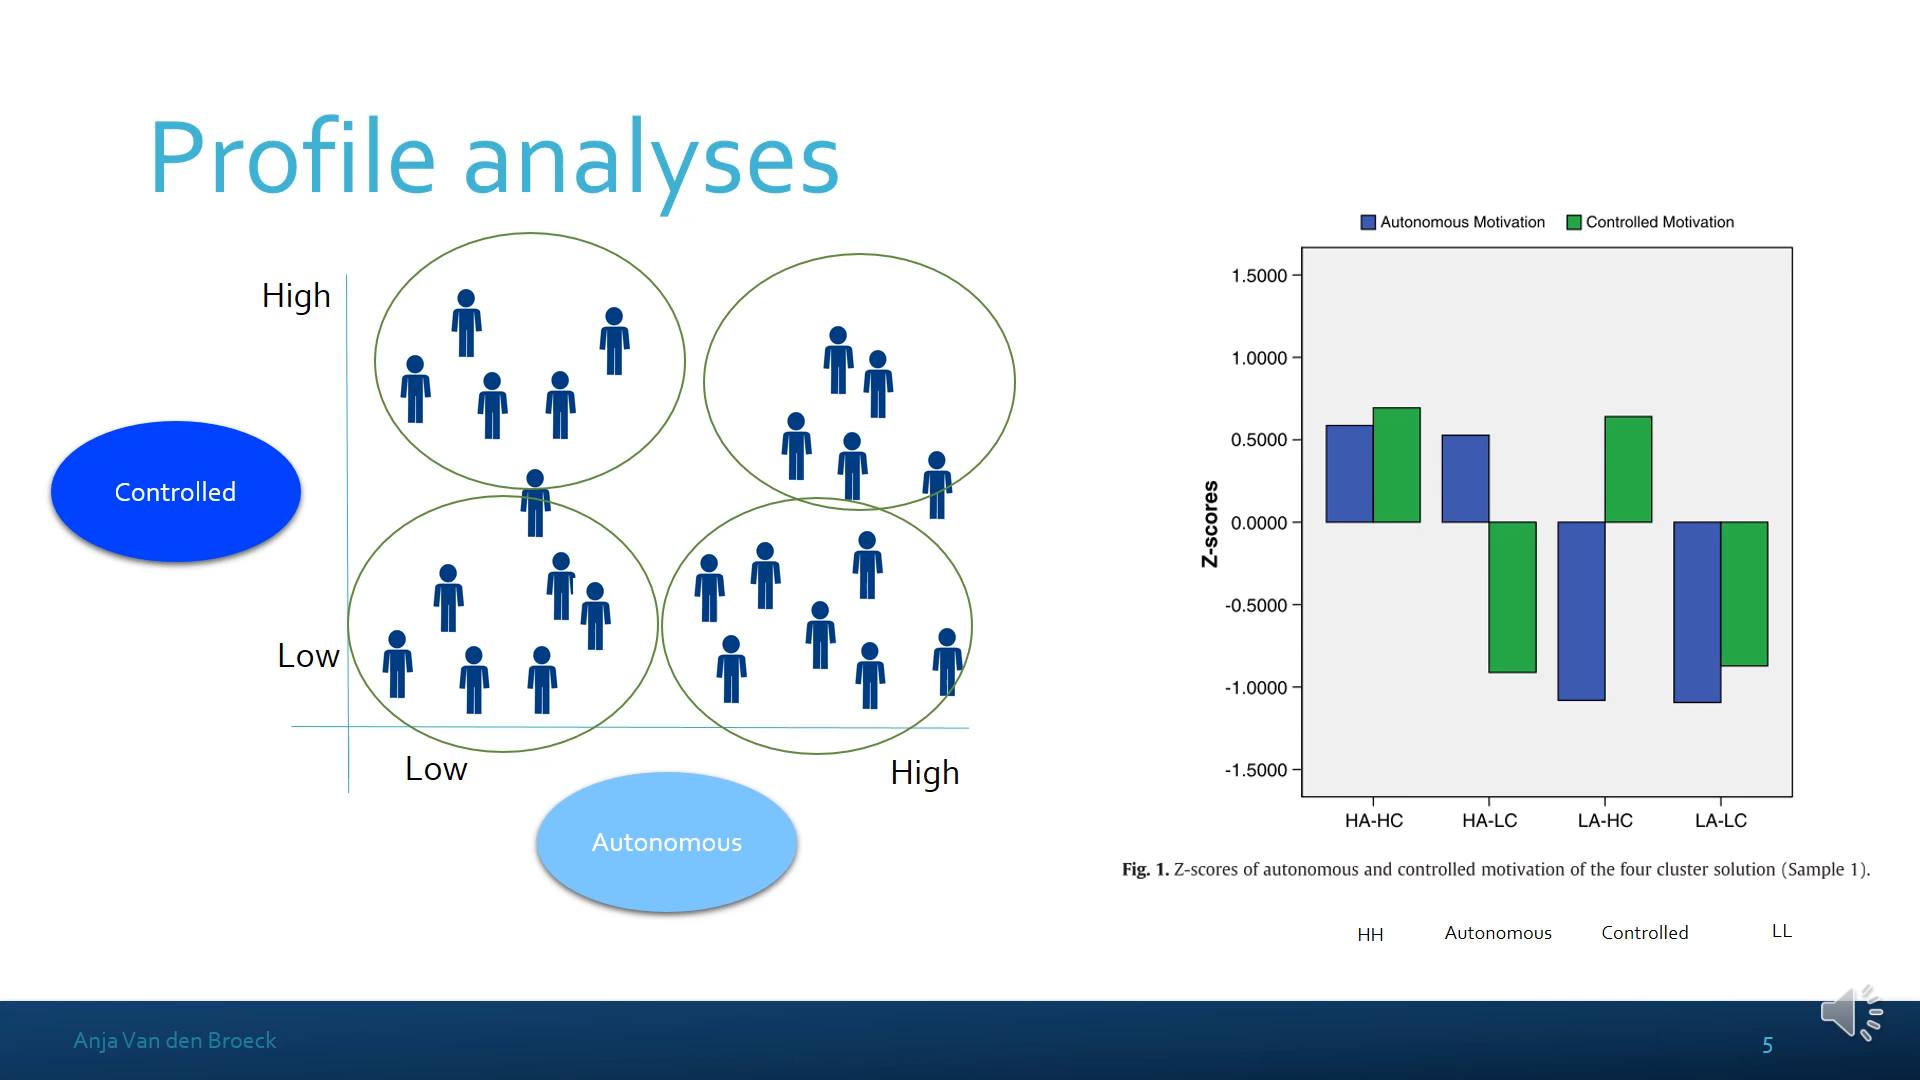 Profile analyses
High
Controlled
Low
Low
High
Autonomous
Autonomous Motivation
Controlled Motivation
1.5000
1.0000
0.5000
0.0000
-0.5000
-1.0000
-1.5000
Z-scores
HA-HC
HA-LC
LA-HC
LA-LC
Fig. 1. Z-scores of autonomous and controlled motivation of the four cluster solution (Sample 1).
HH
Autonomous
Controlled
LL
Anja Van den Broeck
5